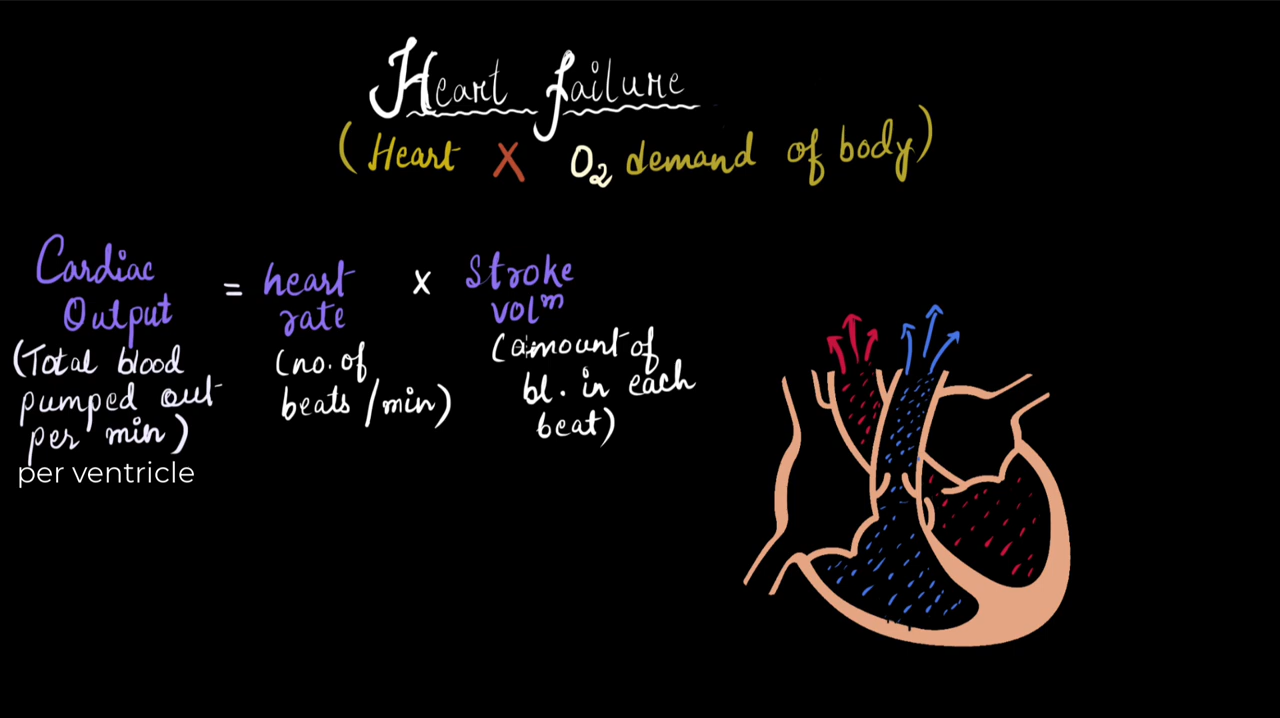 Heart failure
(Heart X O2 demand of body)
Cardiac Output = heart rate x Stroke volm
(Total blood pumped out per min)
per ventricle
(no. of beats/min)
(amount of bl. in each beat)